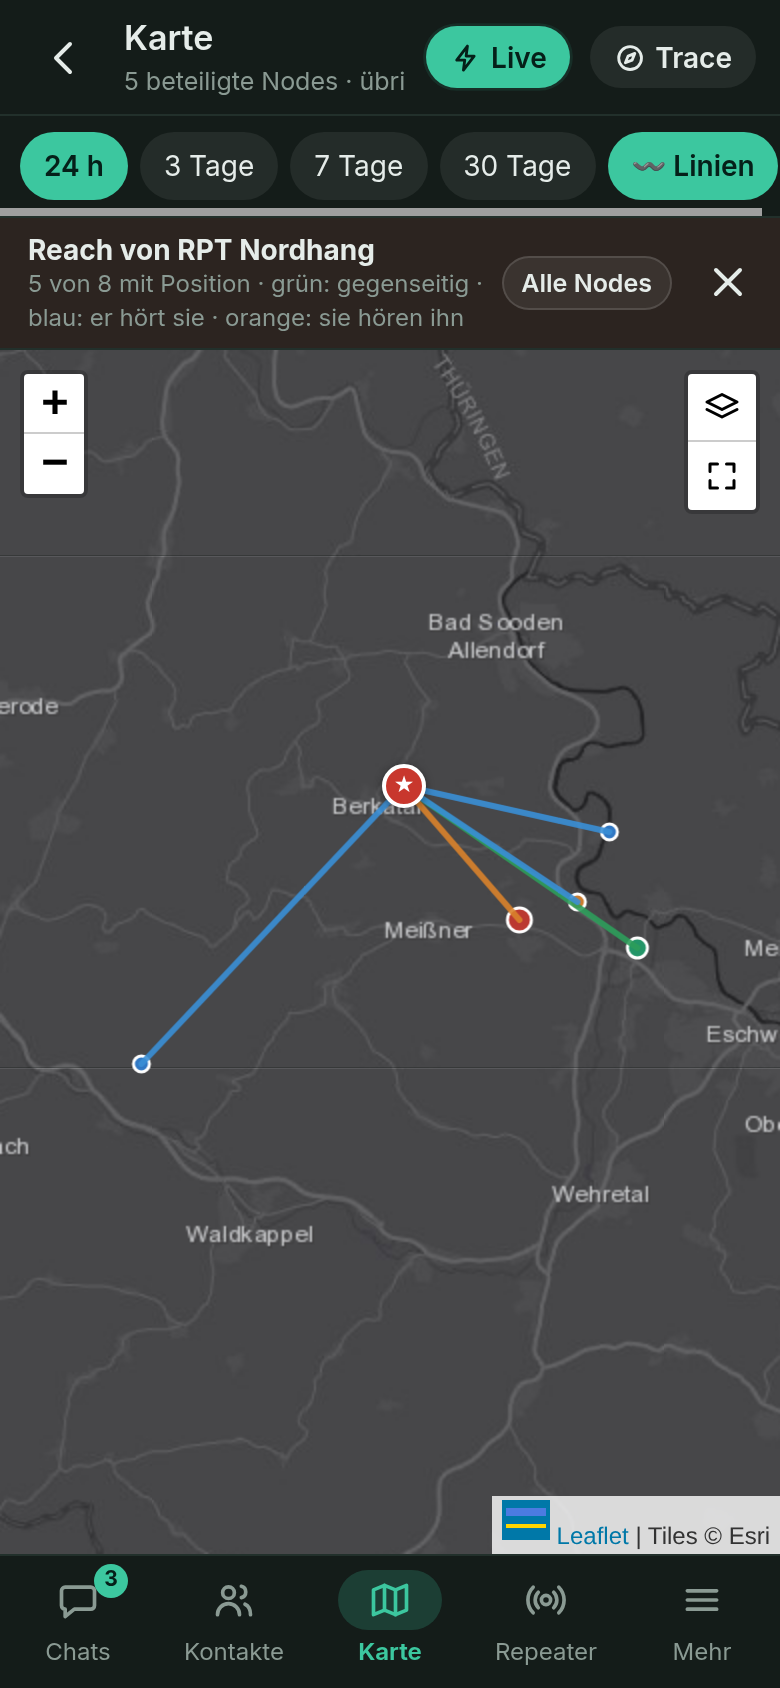 Karte
5 beteiligte Nodes · übri
Live
Trace
24 h
3 Tage
7 Tage
30 Tage
Linien
Reach von RPT Nordhang
5 von 8 mit Position · grün: gegenseitig ·
blau: er hört sie · orange: sie hören ihn
Alle Nodes
+
−
THÜRINGEN
Bad Sooden
Allendorf
erode
Berkatal
Meißner
Me
Eschw
Obe
ach
Wehretal
Waldkappel
Leaflet | Tiles © Esri
3
Chats
Kontakte
Karte
Repeater
Mehr